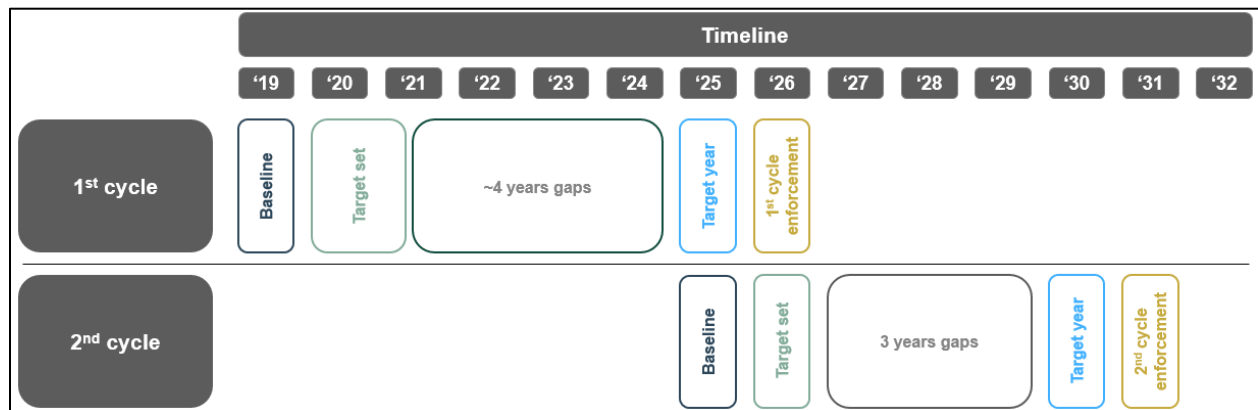 Timeline
‘19 ‘20 ‘21 ‘22 ‘23 ‘24 ‘25 ‘26 ‘27 ‘28 ‘29 ‘30 ‘31 ‘32
1st cycle
Baseline
Target set
~4 years gaps
Target year
1st cycle
enforcement
2nd cycle
Baseline
Target set
3 years gaps
Target year
2nd cycle
enforcement